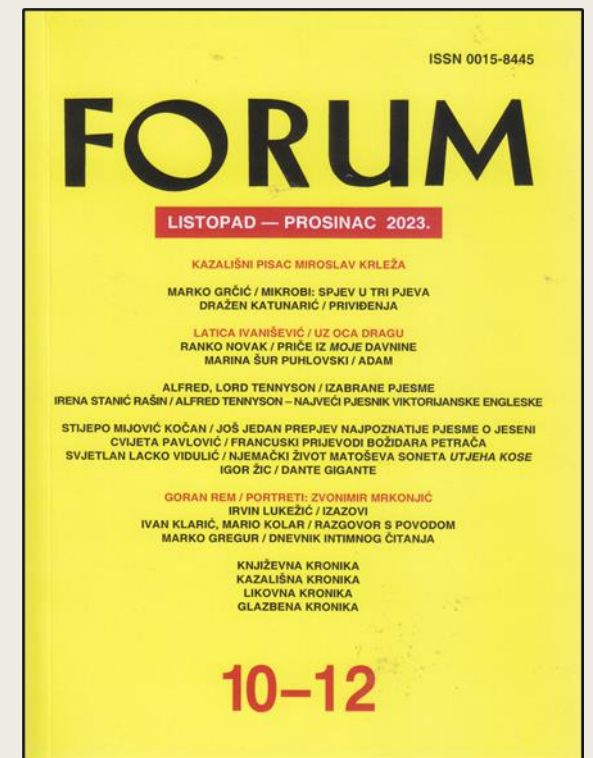 ISSN 0015-8445
FORUM
LISTOPAD — PROSINAC 2023.
KAZALIŠNI PISAC MIROSLAV KRLEŽA
MARKO GRČIĆ / MIKROBI: SPJEV U TRI PJEVA
DRAŽEN KATUNARIĆ / PRIVIĐENJA
LATICA IVANIŠEVIĆ / UZ OCA DRAGU
RANKO NOVAK / PRIČE IZ MOJE DAVNINE
MARINA ŠUR PUHLOVSKI / ADAM
ALFRED, LORD TENNYSON / IZABRANE PJESME
IRENA STANIĆ RAŠIN / ALFRED TENNYSON – NAJVEĆI PJESNIK VIKTORIJANSKE ENGLESKE
STIJEPO MIJOVIĆ KOČAN / JOŠ JEDAN PREPJEV NAJPOZNATIJE PJESME O JESENI
CVIJETA PAVLOVIĆ / FRANCUSKI PRIJEVODI BOŽIDARA PETRAČA
SVJETLAN LACKO VIDULIĆ / NJEMAČKI ŽIVOT MATOŠEVA SONETA UTJEHA KOSE
IGOR ŽIC / DANTE GIGANTE
GORAN REM / PORTRETI: ZVONIMIR MRKONJIĆ
IRVIN LUKEŽIĆ / IZAZOVI
IVAN KLARIĆ, MARIO KOLAR / RAZGOVOR S POVODOM
MARKO GREGUR / DNEVNIK INTIMNOG ČITANJA
KNJIŽEVNA KRONIKA
KAZALIŠNA KRONIKA
LIKOVNA KRONIKA
GLAZBENA KRONIKA
10–12